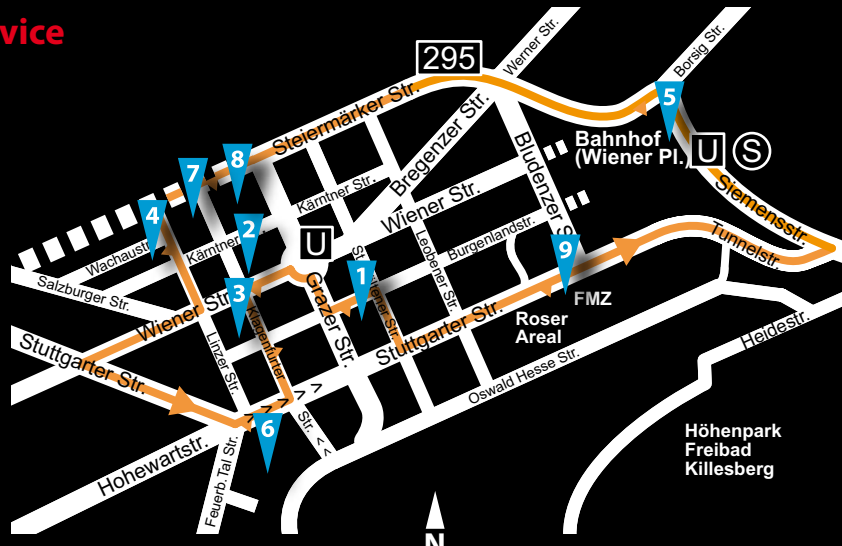 vice
295
Werner Str.
Borsig Str.
Steiermärker Str.
Bregenzer Str.
5
Bahnhof
(Wiener Pl.)
U
S
Bludenzer S
Siemensstr.
7
8
Kärntner Str.
Wiener Str.
4
2
Wachaustr.
Kärntner
U
Burgenlandstr.
Leobener Str.
Tunnelstr.
9
Salzburger Str.
3
1
Grazer Str.
FMZ
Wiener Str.
Klagenfurter
Str.
Stuttgarter Str.
Roser
Areal
Stuttgarter Str.
Linzer Str.
Oswald Hesse Str.
Heidestr.
6
Hohewartstr.
Feuerb.Tal Str.
Höhenpark
Freibad
Killesberg
N